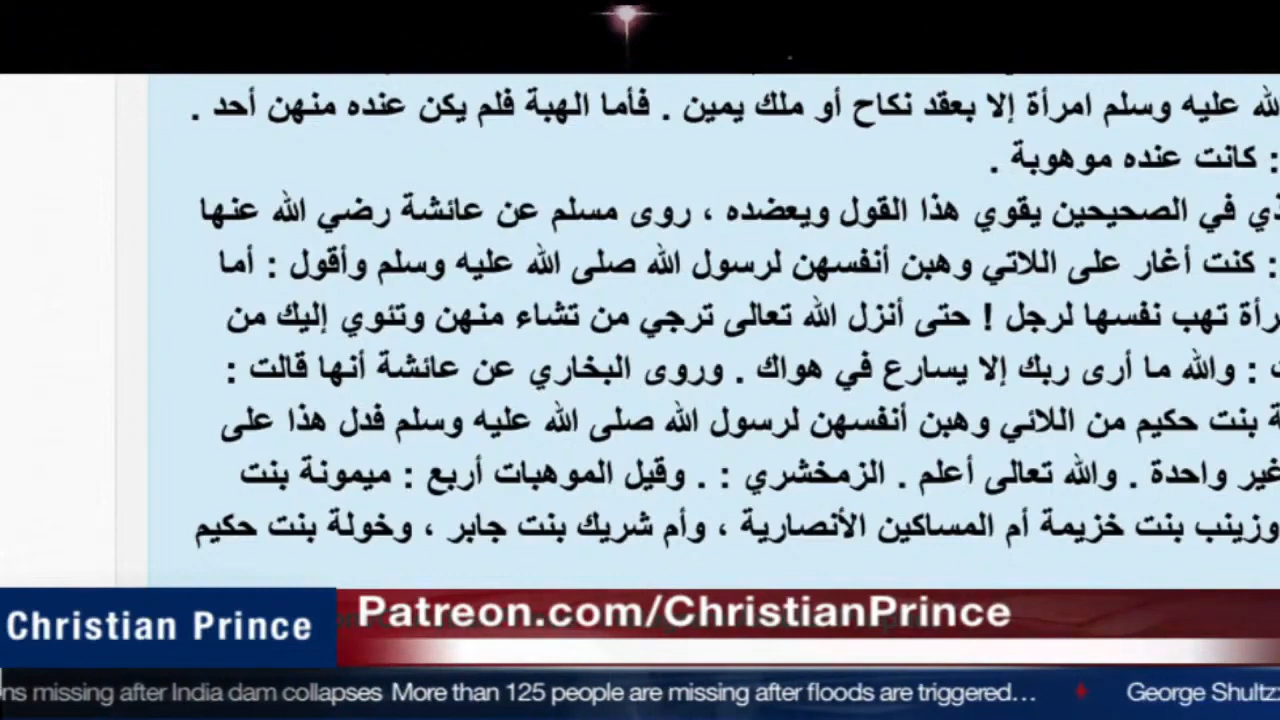 الله عليه وسلم امرأة إلا بعقد نكاح أو ملك يمين . فأما الهبة فلم يكن عنده منهن أحد .
: كانت عنده موهوبة .
في الصحيحين يقوي هذا القول ويعضده ، روى مسلم عن عائشة رضي الله عنها
: كنت أغار على اللاتي وهبن أنفسهن لرسول الله صلى الله عليه وسلم وأقول : أما
تهب نفسها لرجل ! حتى أنزل الله تعالى ترجي من تشاء منهن وتئوي إليك من
: والله ما أرى ربك إلا يسارع في هواك . وروى البخاري عن عائشة أنها قالت :
بنت حكيم من اللائي وهبن أنفسهن لرسول الله صلى الله عليه وسلم فدل هذا على
غير واحدة . والله تعالى أعلم . الزمخشري : . وقيل الموهبات أربع : ميمونة بنت
وزينب بنت خزيمة أم المساكين الأنصارية ، وأم شريك بنت جابر ، وخولة بنت حكيم
Patreon.com/ChristianPrince
Christian Prince
ns missing after India dam collapses More than 125 people are missing after floods are triggered... George Shultz